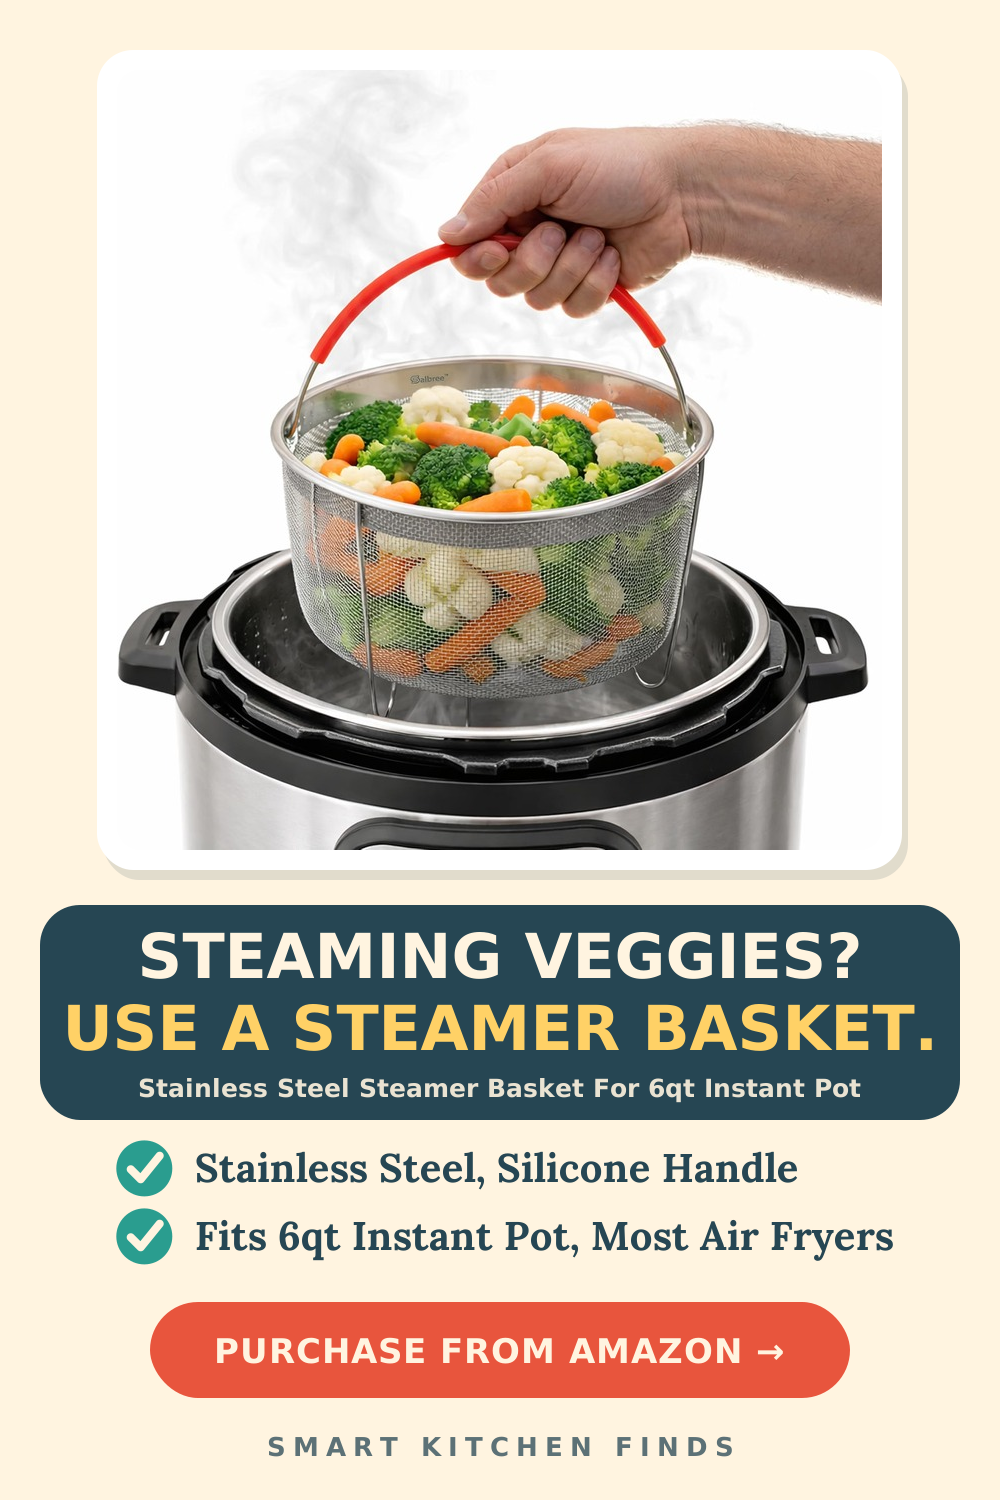 Salbree™
STEAMING VEGGIES?
USE A STEAMER BASKET.
Stainless Steel Steamer Basket For 6qt Instant Pot
Stainless Steel, Silicone Handle
Fits 6qt Instant Pot, Most Air Fryers
PURCHASE FROM AMAZON →
SMART KITCHEN FINDS